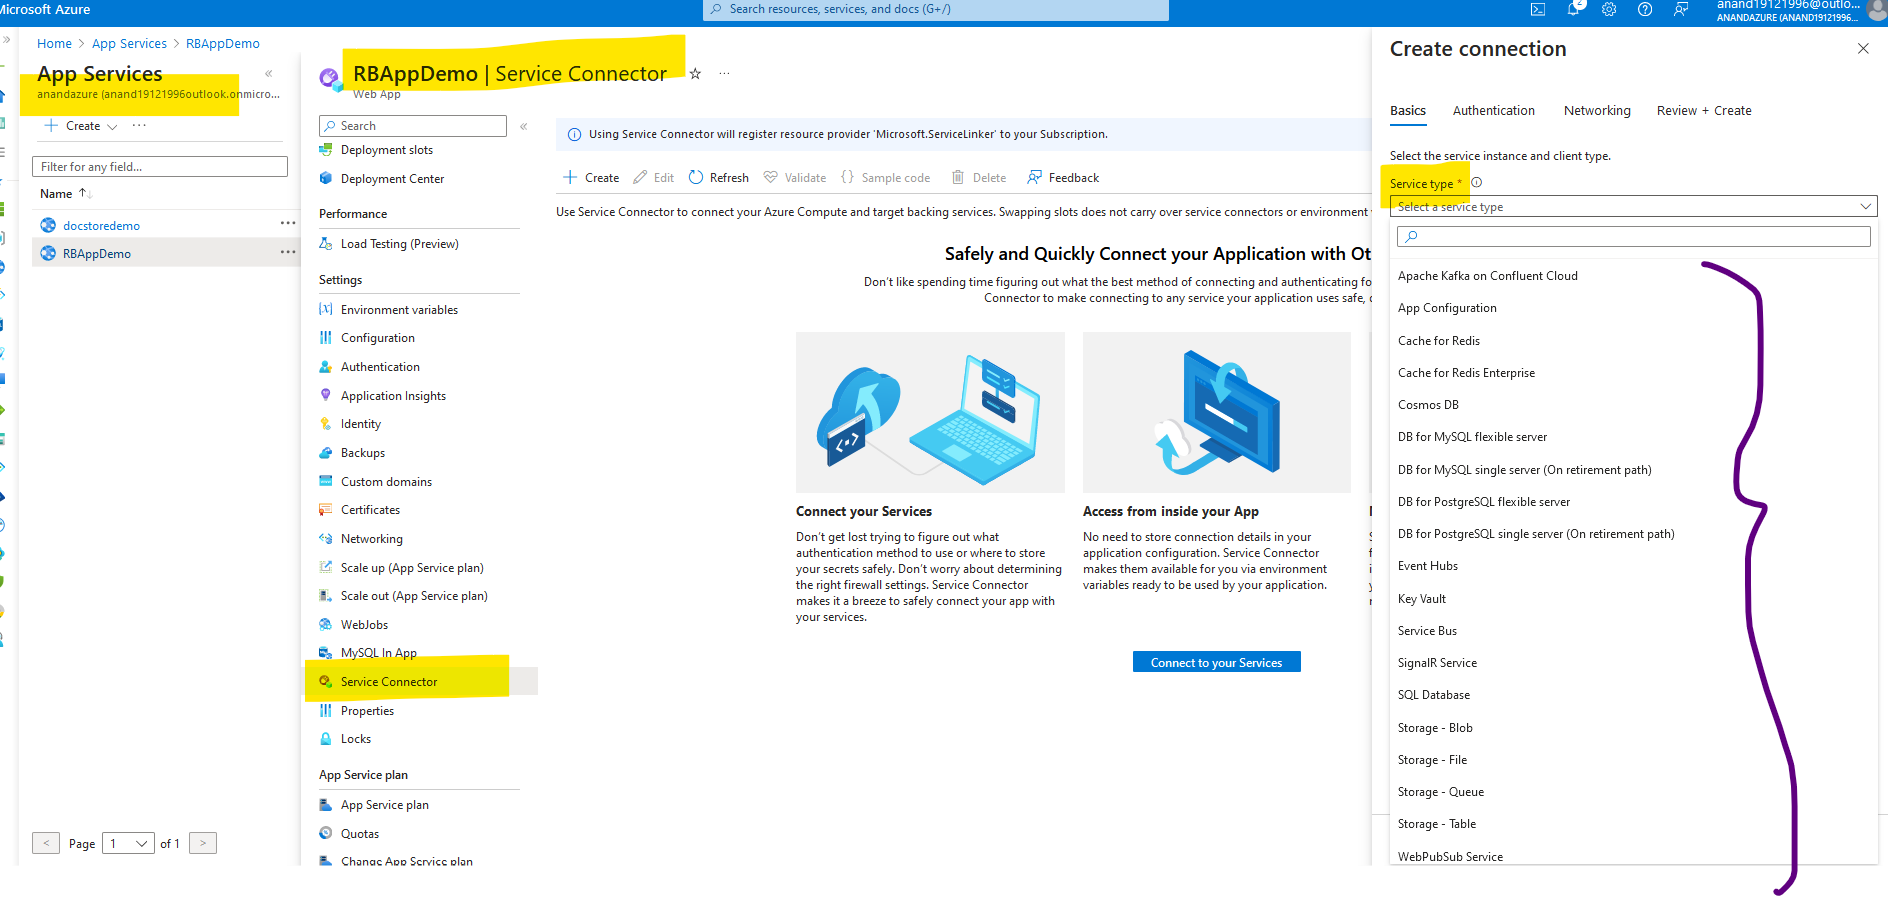 Microsoft Azure
Search resources, services, and docs (G+/)
2
anand19121996@outlo...
ANANDAZURE (ANAND19121996...
Home > App Services > RBAppDemo
App Services
anandazure (anand19121996outlook.onmicro...
Create
Filter for any field...
Name
docstoredemo
RBAppDemo
Page 1 of 1
RBAppDemo | Service Connector
Web App
Search
Deployment slots
Deployment Center
Performance
Load Testing (Preview)
Settings
Environment variables
Configuration
Authentication
Application Insights
Identity
Backups
Custom domains
Certificates
Networking
Scale up (App Service plan)
Scale out (App Service plan)
WebJobs
MySQL In App
Service Connector
Properties
Locks
App Service plan
App Service plan
Quotas
Change App Service plan
Using Service Connector will register resource provider 'Microsoft.ServiceLinker' to your Subscription.
Create Edit Refresh Validate Sample code Delete Feedback
Use Service Connector to connect your Azure Compute and target backing services. Swapping slots does not carry over service connectors or environment
Safely and Quickly Connect your Application with Ot
Don't like spending time figuring out what the best method of connecting and authenticating fo
Connector to make connecting to any service your application uses safe,
Connect your Services
Don't get lost trying to figure out what
authentication method to use or where to store
your secrets safely. Don't worry about determining
the right firewall settings. Service Connector
makes it a breeze to safely connect your app with
your services.
Access from inside your App
No need to store connection details in your
application configuration. Service Connector
makes them available for you via environment
variables ready to be used by your application.
Connect to your Services
Create connection
Basics Authentication Networking Review + Create
Select the service instance and client type.
Service type *
Select a service type
Apache Kafka on Confluent Cloud
App Configuration
Cache for Redis
Cache for Redis Enterprise
Cosmos DB
DB for MySQL flexible server
DB for MySQL single server (On retirement path)
DB for PostgreSQL flexible server
DB for PostgreSQL single server (On retirement path)
Event Hubs
Key Vault
Service Bus
SignalR Service
SQL Database
Storage - Blob
Storage - File
Storage - Queue
Storage - Table
WebPubSub Service